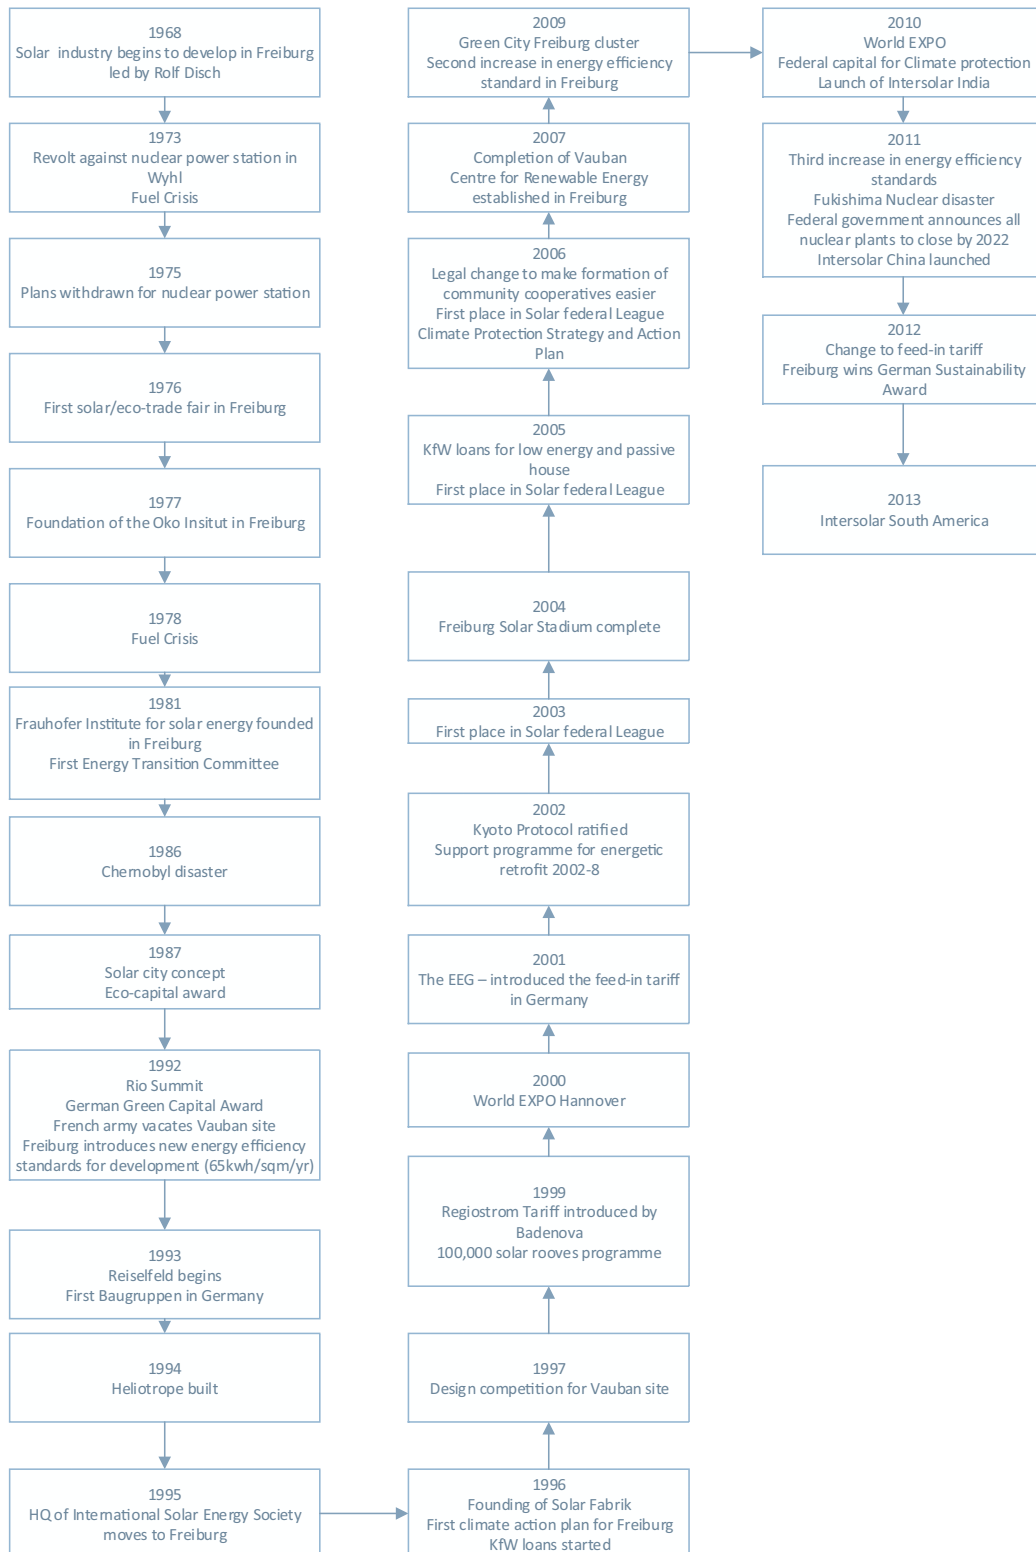 1968
Solar industry begins to develop in Freiburg
led by Rolf Disch
1973
Revolt against nuclear power station in
Wyhl
Fuel Crisis
1975
Plans withdrawn for nuclear power station
1976
First solar/eco-trade fair in Freiburg
1977
Foundation of the Oko Insitut in Freiburg
1978
Fuel Crisis
1981
Frauhofer Institute for solar energy founded
in Freiburg
First Energy Transition Committee
1986
Chernobyl disaster
1987
Solar city concept
Eco-capital award
1992
Rio Summit
German Green Capital Award
French army vacates Vauban site
Freiburg introduces new energy efficiency
standards for development (65kwh/sqm/yr)
1993
Reiselfeld begins
First Baugruppen in Germany
1994
Heliotrope built
1995
HQ of International Solar Energy Society
moves to Freiburg
1996
Founding of Solar Fabrik
First climate action plan for Freiburg
KfW loans started
1997
Design competition for Vauban site
1999
Regiostrom Tariff introduced by
Badenova
100,000 solar rooves programme
2000
World EXPO Hannover
2001
The EEG – introduced the feed-in tariff
in Germany
2002
Kyoto Protocol ratified
Support programme for energetic
retrofit 2002-8
2003
First place in Solar federal League
2004
Freiburg Solar Stadium complete
2005
KfW loans for low energy and passive
house
First place in Solar federal League
2006
Legal change to make formation of
community cooperatives easier
First place in Solar federal League
Climate Protection Strategy and Action
Plan
2007
Completion of Vauban
Centre for Renewable Energy
established in Freiburg
2009
Green City Freiburg cluster
Second increase in energy efficiency
standard in Freiburg
2010
World EXPO
Federal capital for Climate protection
Launch of Intersolar India
2011
Third increase in energy efficiency
standards
Fukishima Nuclear disaster
Federal government announces all
nuclear plants to close by 2022
Intersolar China launched
2012
Change to feed-in tariff
Freiburg wins German Sustainability
Award
2013
Intersolar South America